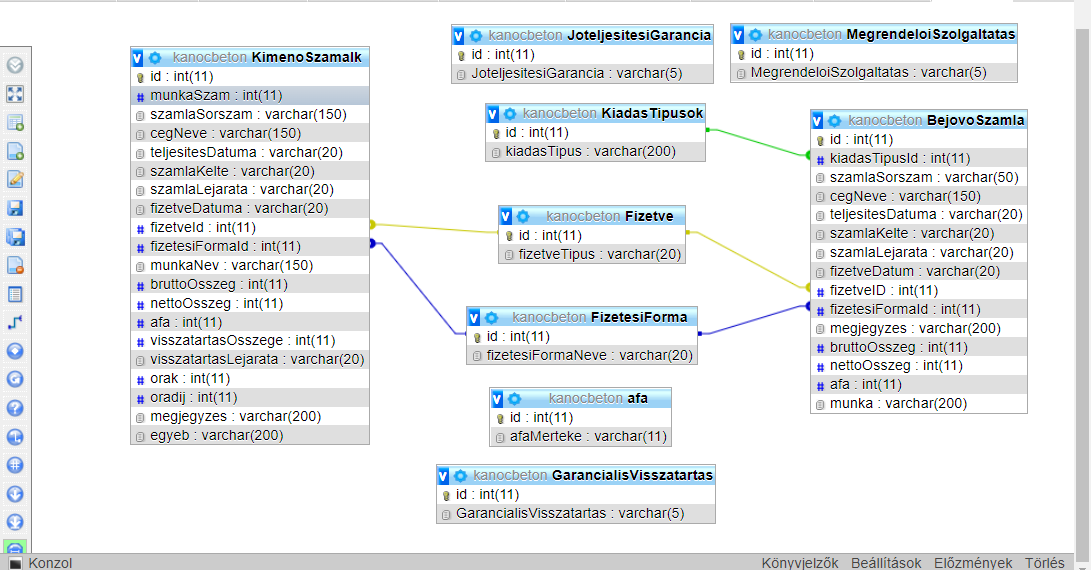 kanocbeton KimenoSzamalk
id : int(11)
munkaSzam : int(11)
szamlaSorszam : varchar(150)
cegNeve : varchar(150)
teljesitesDatuma : varchar(20)
szamlaKelte : varchar(20)
szamlaLejarata : varchar(20)
fizetveDatuma : varchar(20)
fizetveId : int(11)
fizetesiFormaId : int(11)
munkaNev : varchar(150)
bruttoOsszeg : int(11)
nettoOsszeg : int(11)
afa : int(11)
visszatartasOsszege : int(11)
visszatartasLejarata : varchar(20)
orak : int(11)
oradij : int(11)
megjegyzes : varchar(200)
egyeb : varchar(200)
kanocbeton JoteljesitesiGarancia
id : int(11)
JoteljesitesiGarancia : varchar(5)
kanocbeton MegrendeloiSzolgaltatas
id : int(11)
MegrendeloiSzolgaltatas : varchar(5)
kanocbeton KiadasTipusok
id : int(11)
kiadasTipus : varchar(200)
kanocbeton Fizetve
id : int(11)
fizetveTipus : varchar(20)
kanocbeton FizetesiForma
id : int(11)
fizetesiFormaNeve : varchar(20)
kanocbeton afa
id : int(11)
afaMerteke : varchar(11)
kanocbeton GarancialisVisszatartas
id : int(11)
GarancialisVisszatartas : varchar(5)
kanocbeton BejovoSzamla
id : int(11)
kiadasTipusId : int(11)
szamlaSorszam : varchar(50)
cegNeve : varchar(150)
teljesitesDatuma : varchar(20)
szamlaKelte : varchar(20)
szamlaLejarata : varchar(20)
fizetveDatum : varchar(20)
fizetveID : int(11)
fizetesiFormaId : int(11)
megjegyzes : varchar(200)
bruttoOsszeg : int(11)
nettoOsszeg : int(11)
afa : int(11)
munka : varchar(200)
Konzol
Könyvjelzők Beállítások Előzmények Törlés